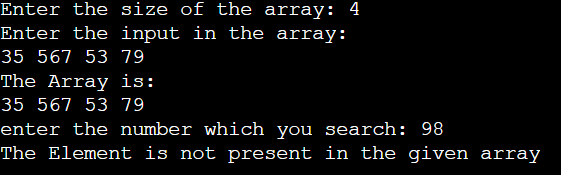 Enter the size of the array: 4
Enter the input in the array:
35 567 53 79
The Array is:
35 567 53 79
enter the number which you search: 98
The Element is not present in the given array